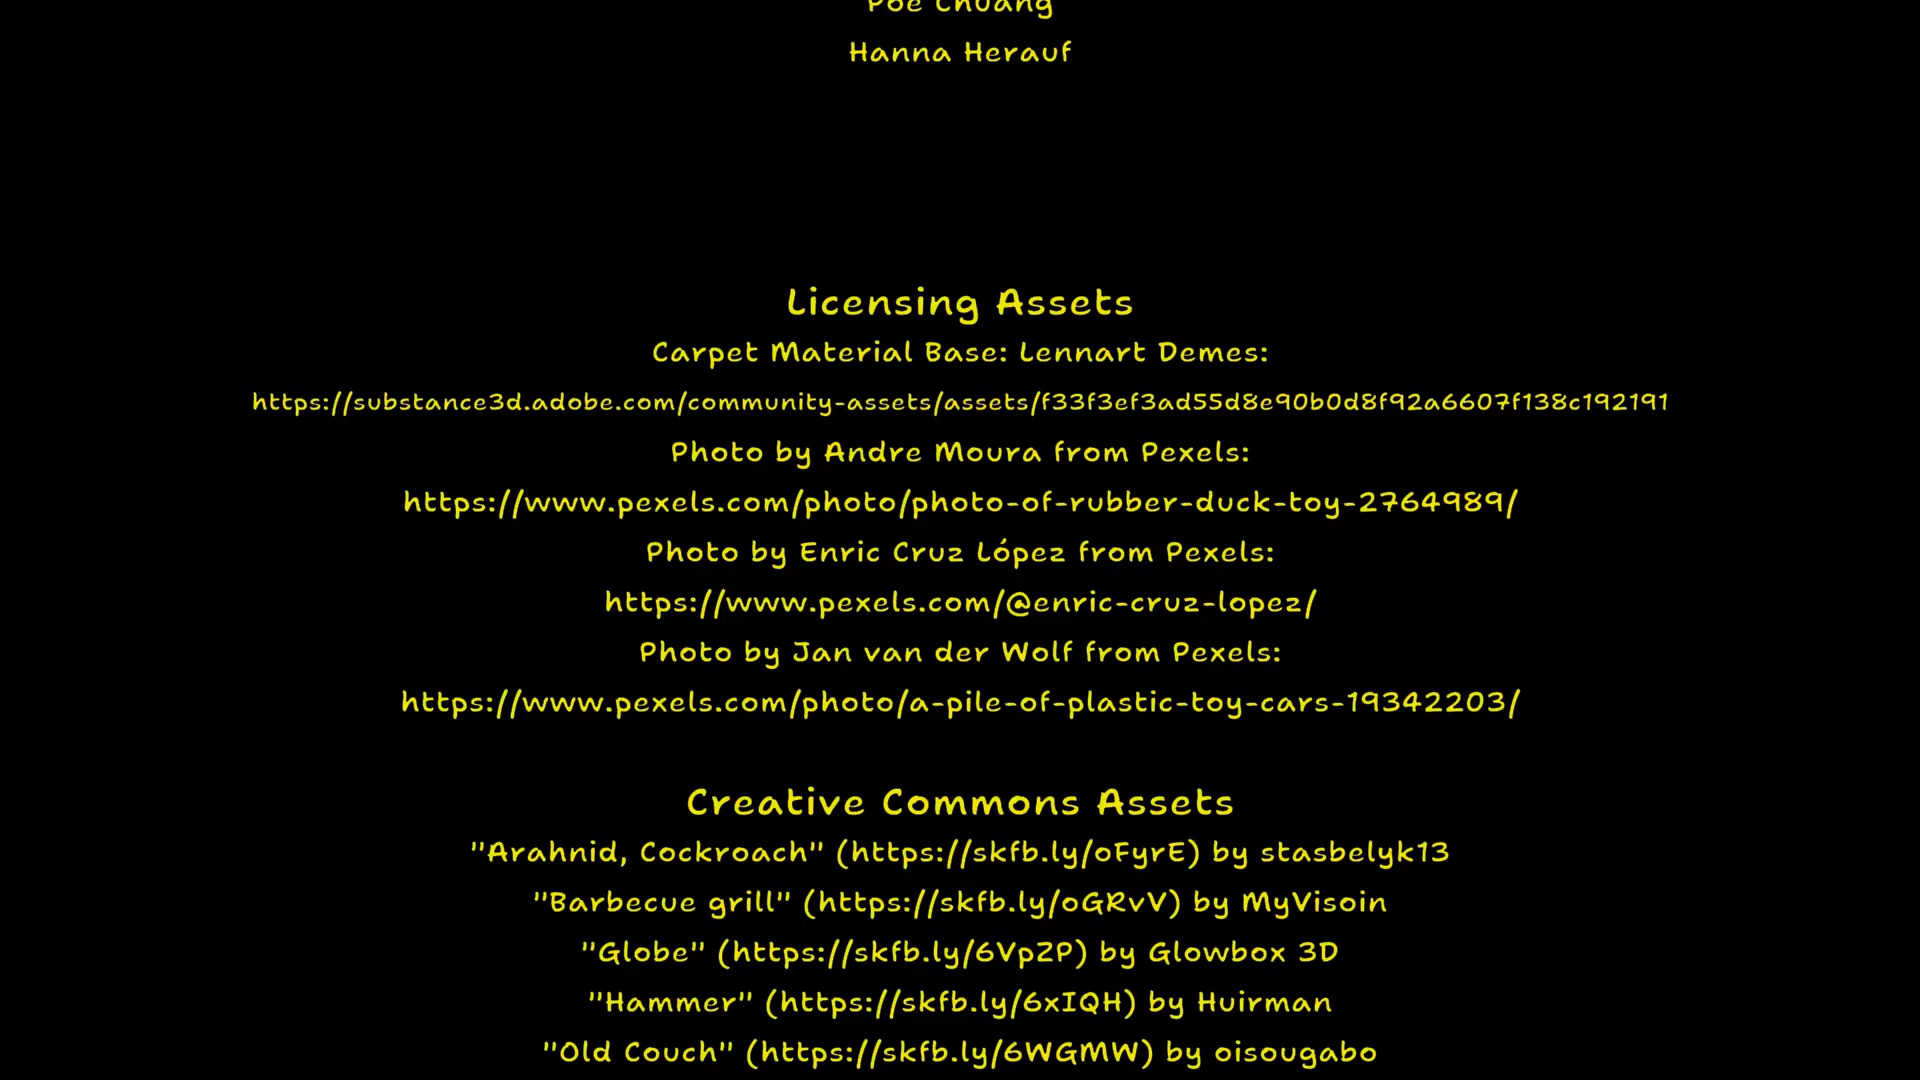 Poe Chuang
Hanna Herauf
Licensing Assets
Carpet Material Base: Lennart Demes:
https://substance3d.adobe.com/community-assets/assets/f33f3ef3ad55d8e90b0d8f92a6607f138c192191
Photo by Andre Moura from Pexels:
https://www.pexels.com/photo/photo-of-rubber-duck-toy-2764989/
Photo by Enric Cruz López from Pexels:
https://www.pexels.com/@enric-cruz-lopez/
Photo by Jan van der Wolf from Pexels:
https://www.pexels.com/photo/a-pile-of-plastic-toy-cars-19342203/
Creative Commons Assets
"Arahnid, Cockroach" (https://skfb.ly/oFyrE) by stasbelyk13
"Barbecue grill" (https://skfb.ly/oGRvV) by MyVisoin
"Globe" (https://skfb.ly/6VpZP) by Glowbox 3D
"Hammer" (https://skfb.ly/6xIQH) by Huirman
"Old Couch" (https://skfb.ly/6WGMW) by oisougabo